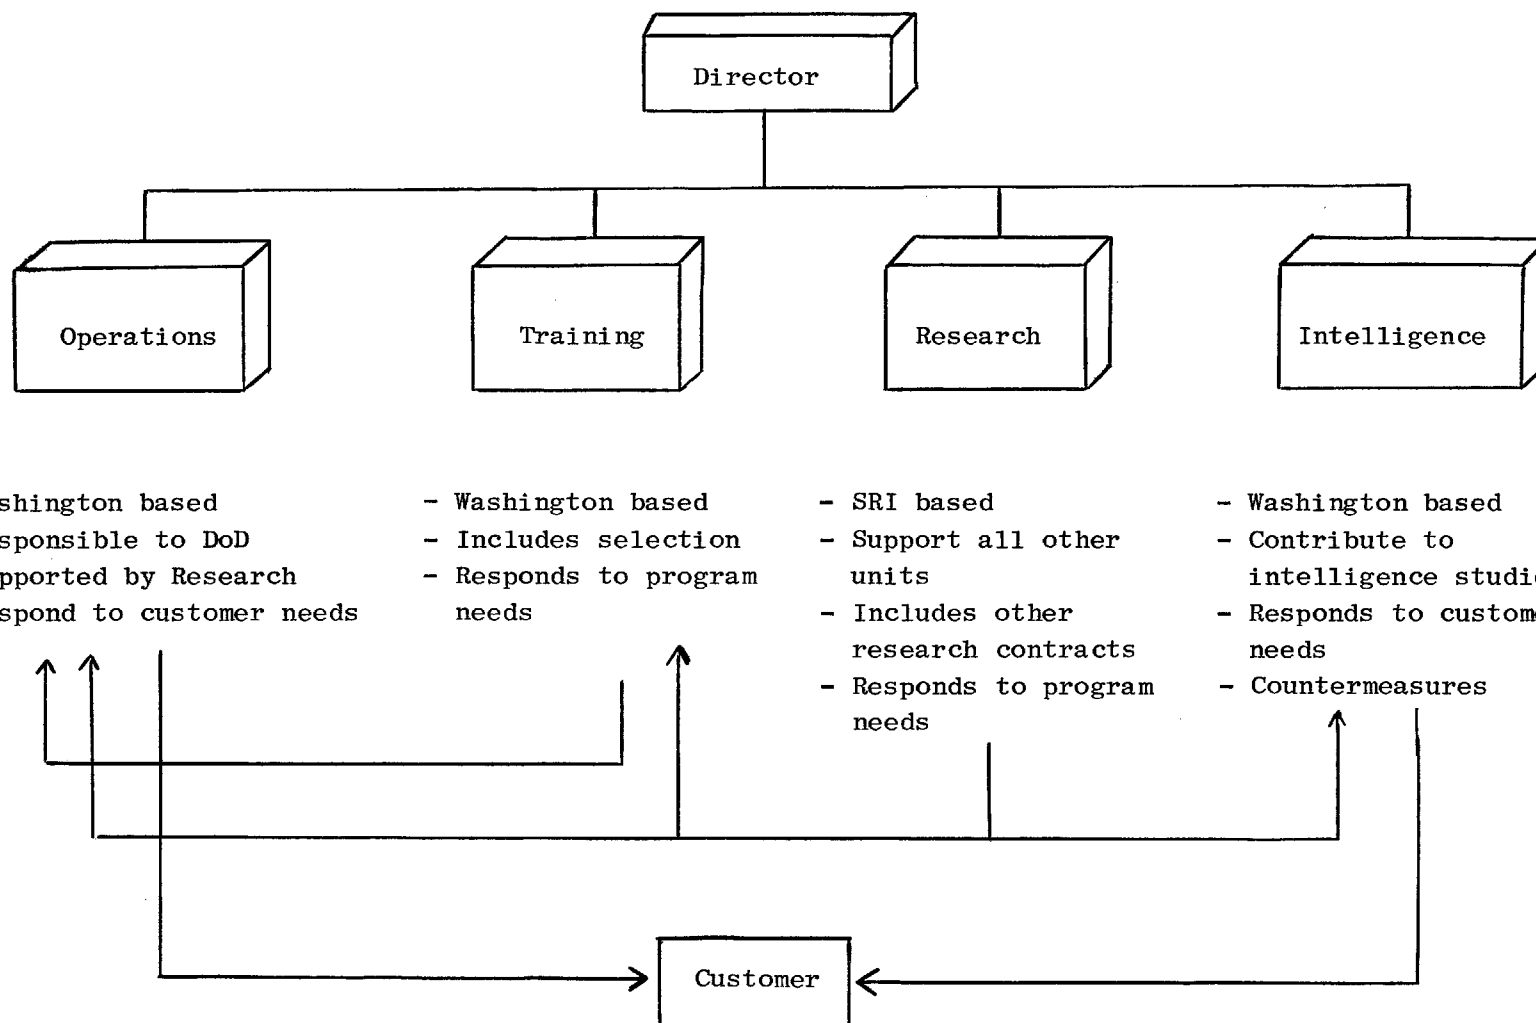 Director
Operations
Training
Research
Intelligence
shington based
sponsible to DoD
pported by Research
spond to customer needs
- Washington based
- Includes selection
- Responds to program
needs
- SRI based
- Support all other
units
- Includes other
research contracts
- Responds to program
needs
- Washington based
- Contribute to
intelligence studi
- Responds to custom
needs
- Countermeasures
Customer